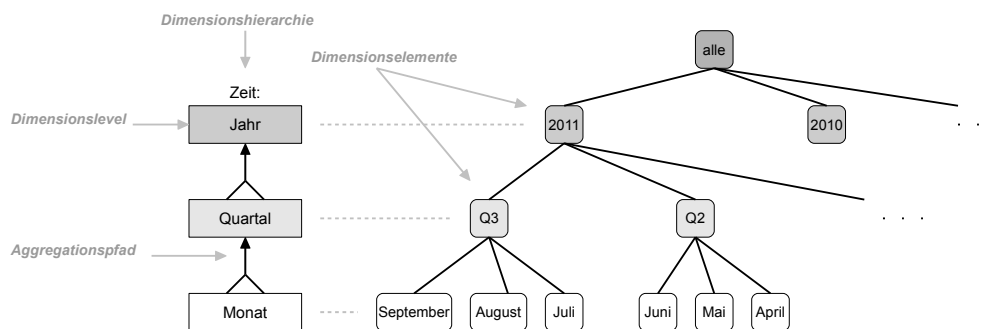 Dimensionshierarchie
alle
Dimensionselemente
Zeit:
Dimensionslevel
Jahr
2011
2010
. .
Quartal
Q3
Q2
. . .
Aggregationspfad
Monat
September
August
Juli
Juni
Mai
April